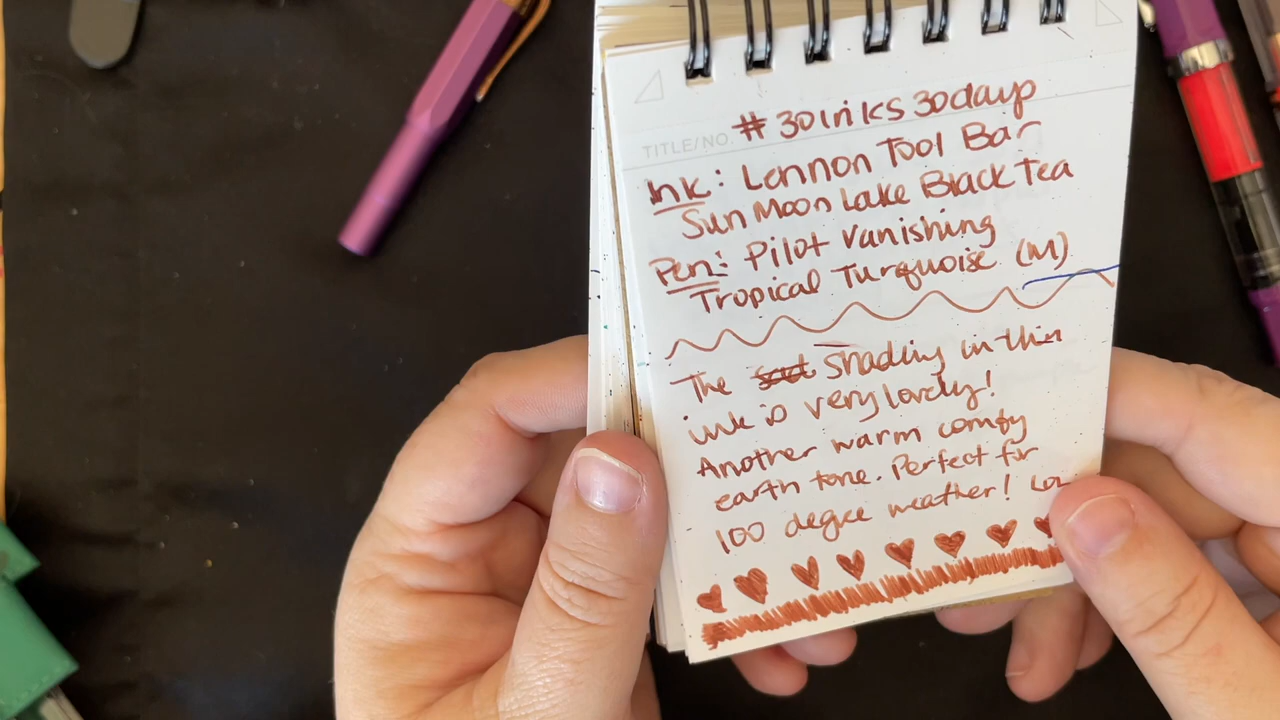 #30inks30days
TITLE/NO.
Ink: Lennon Tool Bar
Sun Moon Lake Black Tea
Pen: Pilot Vanishing
Tropical Turquoise (M)
The shading in this
ink is very lovely!
Another warm comfy
earth tone. Perfect for
100 degree weather!